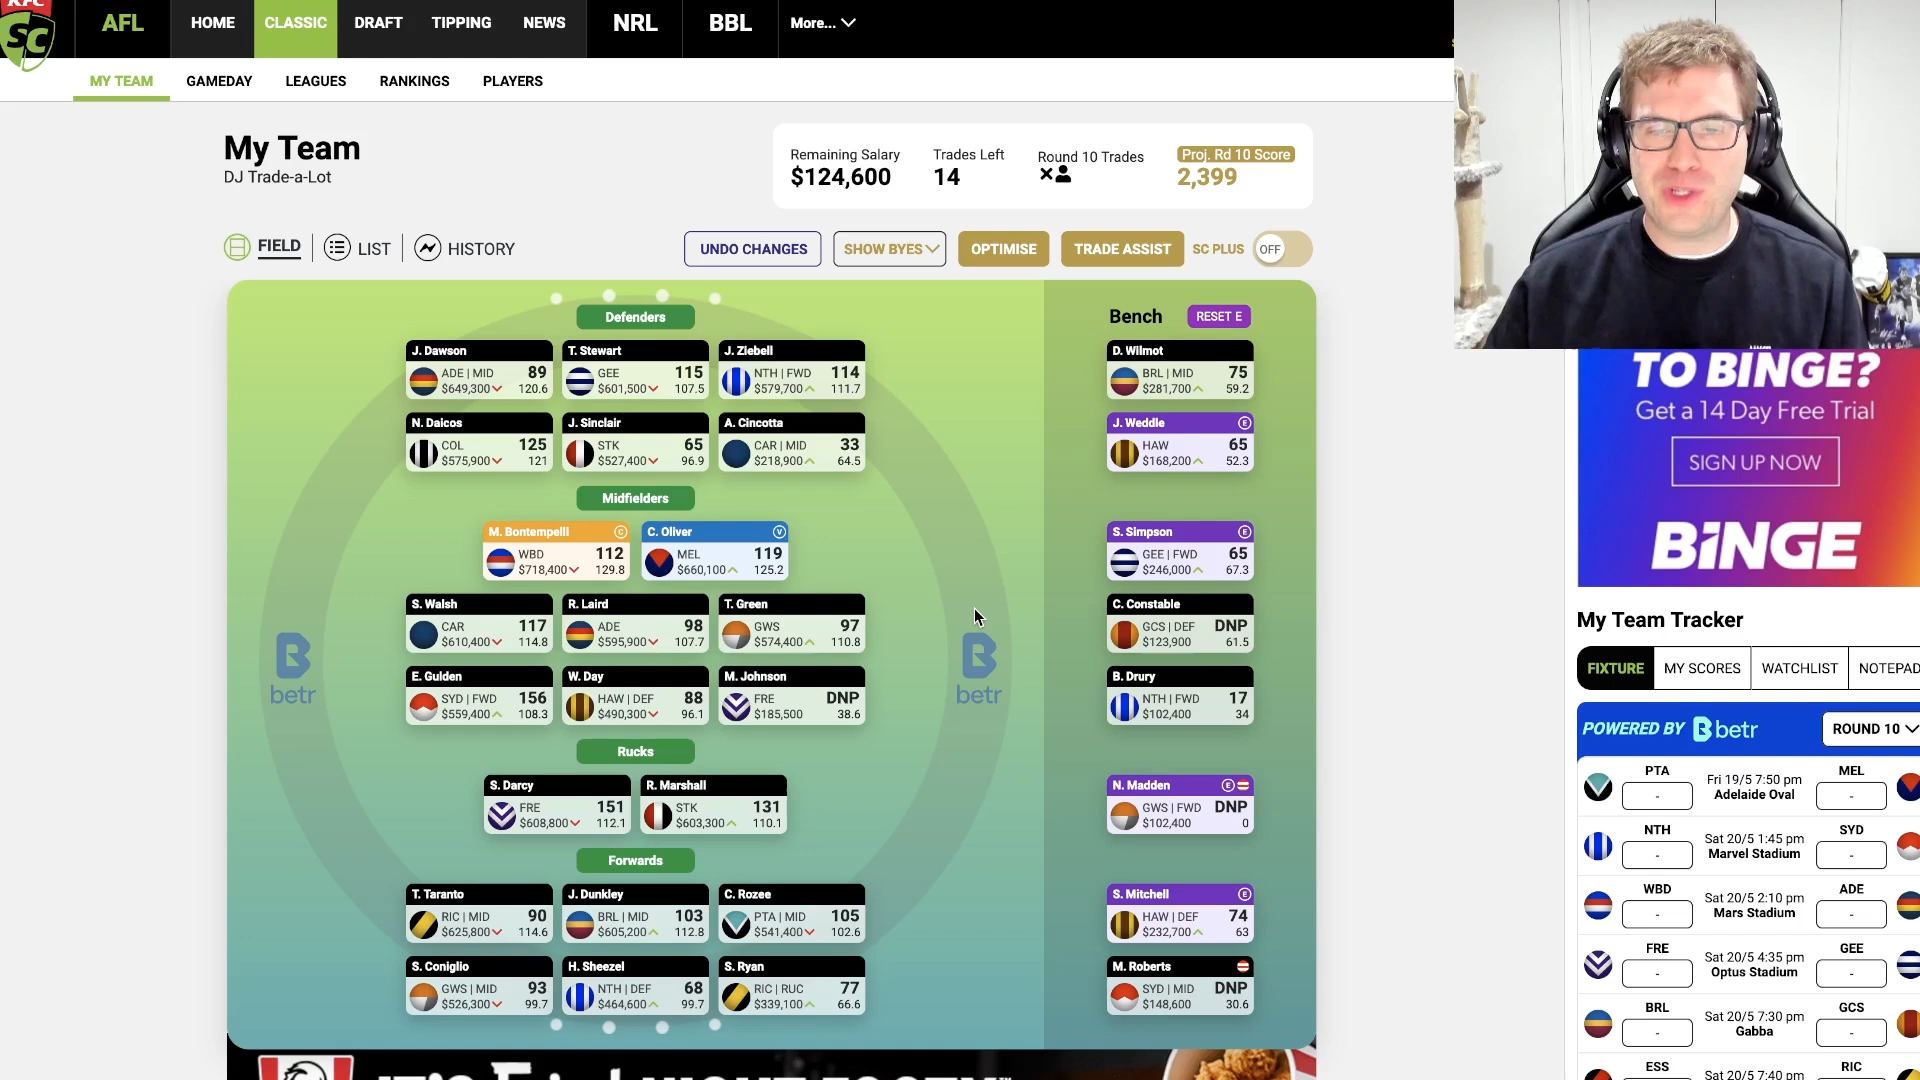 KFC
SC
AFL
HOME
CLASSIC
DRAFT
TIPPING
NEWS
NRL
BBL
More...
MY TEAM
GAMEDAY
LEAGUES
RANKINGS
PLAYERS
My Team
DJ Trade-a-Lot
Remaining Salary
$124,600
Trades Left
14
Round 10 Trades
Proj. Rd 10 Score
2,399
FIELD
LIST
HISTORY
UNDO CHANGES
SHOW BYES
OPTIMISE
TRADE ASSIST
SC PLUS
OFF
Defenders
Bench
RESET E
J. Dawson
ADE | MID 89
$649,300 120.6
T. Stewart
GEE 115
$601,500 107.5
J. Ziebell
NTH | FWD 114
$579,700 111.7
D. Wilmot
BRL | MID 75
$281,700 59.2
N. Daicos
COL 125
$575,900 121
J. Sinclair
STK 65
$527,400 96.9
A. Cincotta
CAR | MID 33
$218,900 64.5
J. Weddle E
HAW 65
$168,200 52.3
Midfielders
M. Bontempelli C
WBD 112
$718,400 129.8
C. Oliver V
MEL 119
$660,100 125.2
S. Simpson E
GEE | FWD 65
$246,000 67.3
S. Walsh
CAR 117
$610,400 114.8
R. Laird
ADE 98
$595,900 107.7
T. Green
GWS 97
$574,400 110.8
C. Constable
GCS | DEF DNP
$123,900 61.5
E. Gulden
SYD | FWD 156
$559,400 108.3
W. Day
HAW | DEF 88
$490,300 96.1
M. Johnson
FRE DNP
$185,500 38.6
B. Drury
NTH | FWD 17
$102,400 34
betr
betr
Rucks
S. Darcy
FRE 151
$608,800 112.1
R. Marshall
STK 131
$603,300 110.1
N. Madden E
GWS | FWD DNP
$102,400 0
Forwards
T. Taranto
RIC | MID 90
$625,800 114.6
J. Dunkley
BRL | MID 103
$605,200 112.8
C. Rozee
PTA | MID 105
$541,400 102.6
S. Mitchell E
HAW | DEF 74
$232,700 63
S. Coniglio
GWS | MID 93
$526,300 99.7
H. Sheezel
NTH | DEF 68
$464,600 99.7
S. Ryan
RIC | RUC 77
$339,100 66.6
M. Roberts
SYD | MID DNP
$148,600 30.6
TO BINGE?
Get a 14 Day Free Trial
SIGN UP NOW
BiNGE
My Team Tracker
FIXTURE
MY SCORES
WATCHLIST
NOTEPAD
POWERED BY betr
ROUND 10
PTA Fri 19/5 7:50 pm MEL
- Adelaide Oval -
NTH Sat 20/5 1:45 pm SYD
- Marvel Stadium -
WBD Sat 20/5 2:10 pm ADE
- Mars Stadium -
FRE Sat 20/5 4:35 pm GEE
- Optus Stadium -
BRL Sat 20/5 7:30 pm GCS
- Gabba -
ESS Sat 20/5 7:40 pm RIC